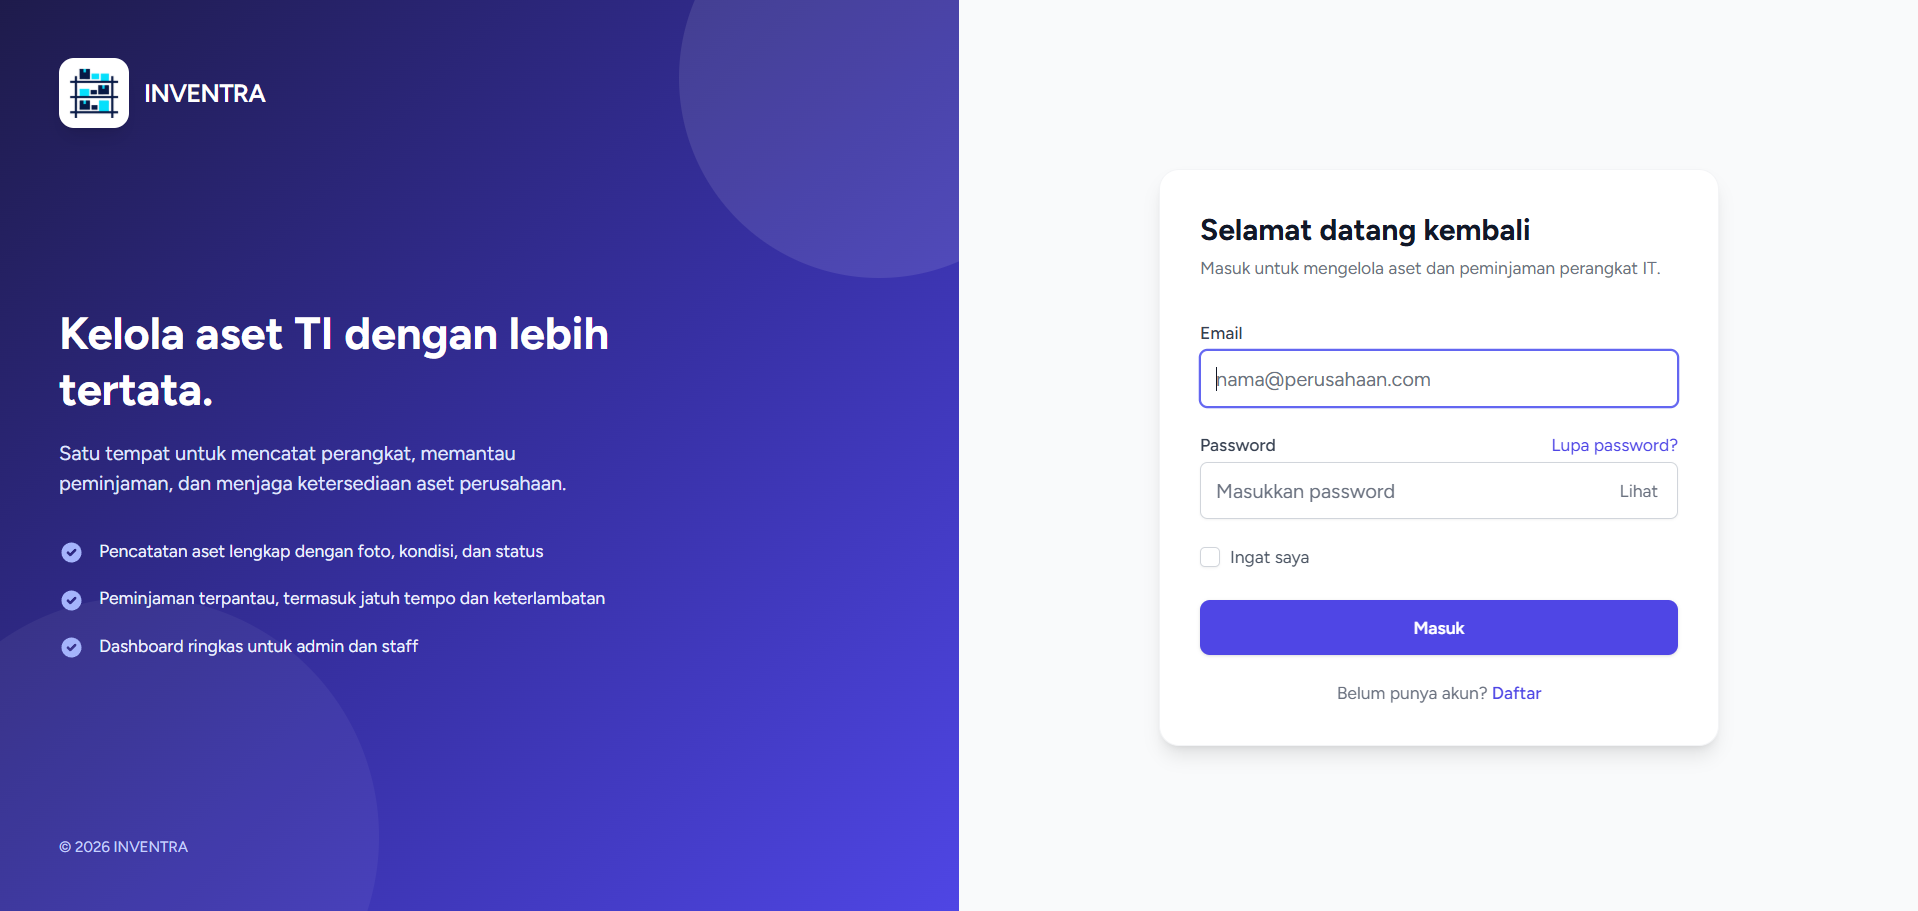 INVENTRA
Kelola aset TI dengan lebih
tertata.
Satu tempat untuk mencatat perangkat, memantau
peminjaman, dan menjaga ketersediaan aset perusahaan.
Pencatatan aset lengkap dengan foto, kondisi, dan status
Peminjaman terpantau, termasuk jatuh tempo dan keterlambatan
Dashboard ringkas untuk admin dan staff
© 2026 INVENTRA
Selamat datang kembali
Masuk untuk mengelola aset dan peminjaman perangkat IT.
Email
nama@perusahaan.com
Password Lupa password?
Masukkan password Lihat
Ingat saya
Masuk
Belum punya akun? Daftar